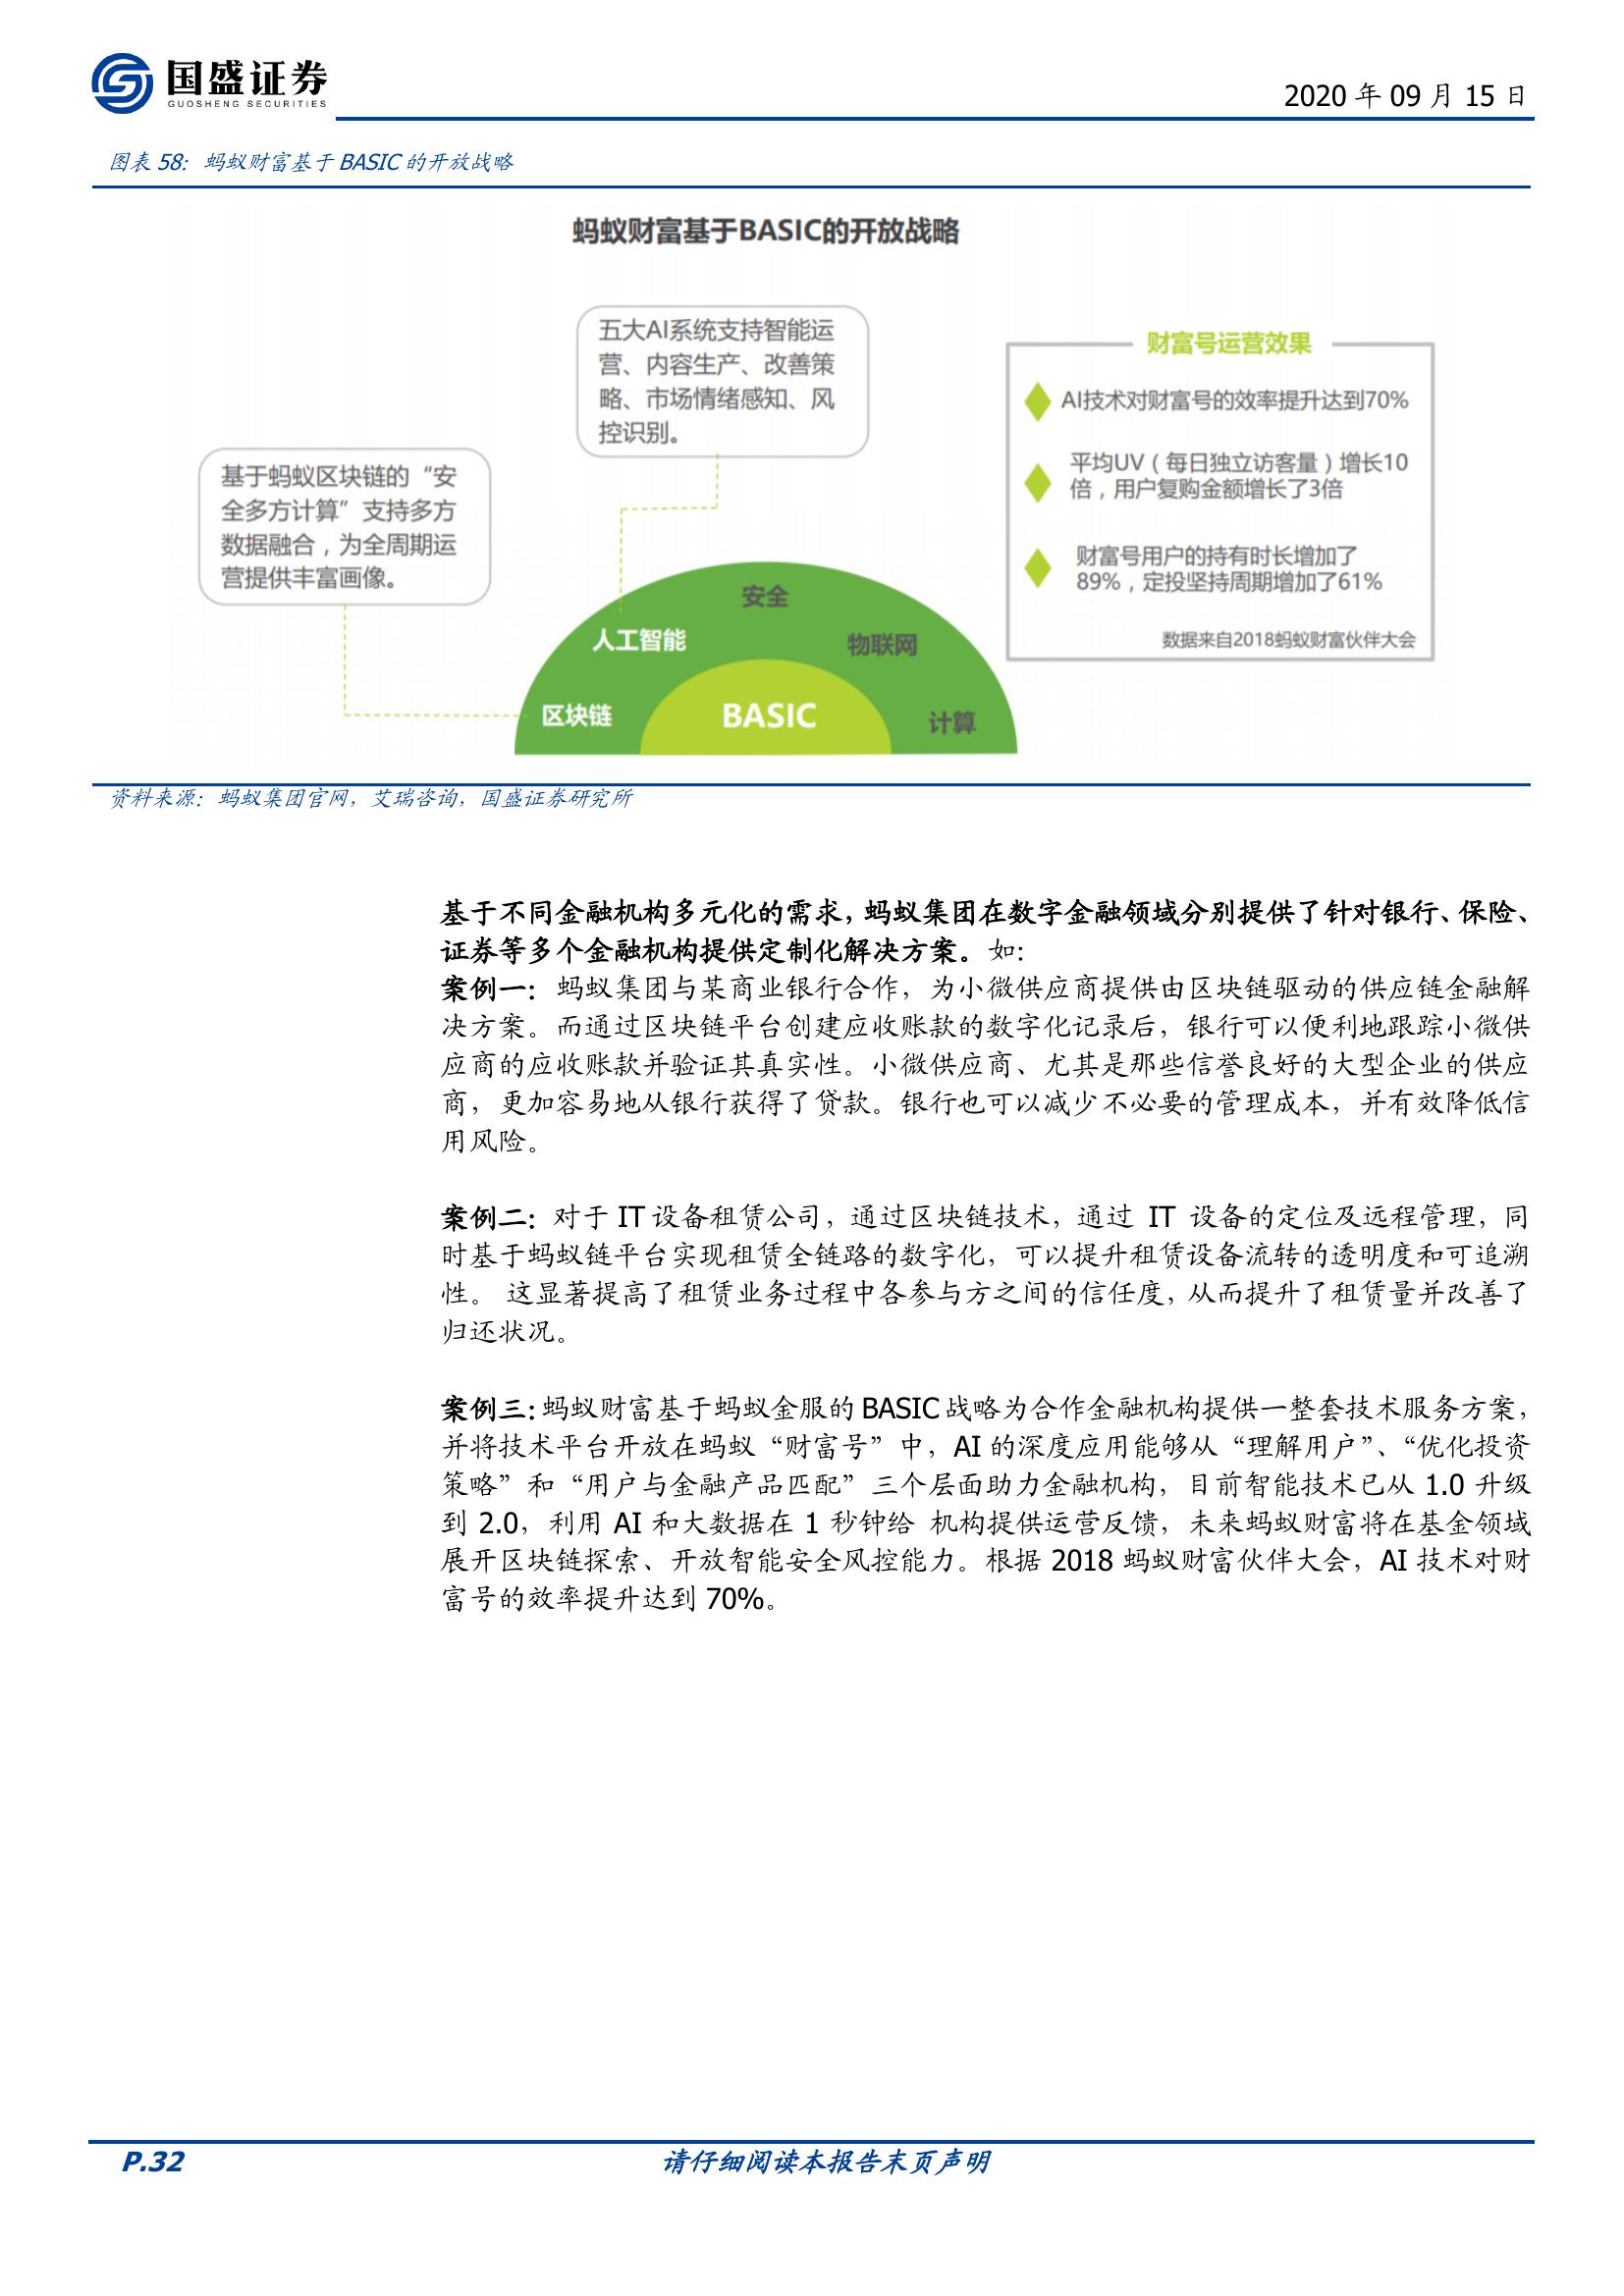 国盛证券
GUOSHENG SECURITIES
2020 年 09 月 15 日
图表 58：蚂蚁财富基于 BASIC 的开放战略
蚂蚁财富基于BASIC的开放战略
五大AI系统支持智能运
营、内容生产、改善策
略、市场情绪感知、风
控识别。
基于蚂蚁区块链的“安
全多方计算”支持多方
数据融合，为全周期运
营提供丰富画像。
安全
人工智能
物联网
区块链
BASIC
计算
财富号运营效果
AI技术对财富号的效率提升达到70%
平均UV（每日独立访客量）增长10
倍，用户复购金额增长了3倍
财富号用户的持有时长增加了
89%，定投坚持周期增加了61%
数据来自2018蚂蚁财富伙伴大会
资料来源：蚂蚁集团官网，艾瑞咨询，国盛证券研究所
基于不同金融机构多元化的需求，蚂蚁集团在数字金融领域分别提供了针对银行、保险、
证券等多个金融机构提供定制化解决方案。如：
案例一：蚂蚁集团与某商业银行合作，为小微供应商提供由区块链驱动的供应链金融解
决方案。而通过区块链平台创建应收账款的数字化记录后，银行可以便利地跟踪小微供
应商的应收账款并验证其真实性。小微供应商、尤其是那些信誉良好的大型企业的供应
商，更加容易地从银行获得了贷款。银行也可以减少不必要的管理成本，并有效降低信
用风险。
案例二：对于 IT 设备租赁公司，通过区块链技术，通过 IT 设备的定位及远程管理，同
时基于蚂蚁链平台实现租赁全链路的数字化，可以提升租赁设备流转的透明度和可追溯
性。 这显著提高了租赁业务过程中各参与方之间的信任度，从而提升了租赁量并改善了
归还状况。
案例三：蚂蚁财富基于蚂蚁金服的 BASIC 战略为合作金融机构提供一整套技术服务方案，
并将技术平台开放在蚂蚁“财富号”中，AI 的深度应用能够从“理解用户”、“优化投资
策略”和“用户与金融产品匹配”三个层面助力金融机构，目前智能技术已从 1.0 升级
到 2.0，利用 AI 和大数据在 1 秒钟给 机构提供运营反馈，未来蚂蚁财富将在基金领域
展开区块链探索、开放智能安全风控能力。根据 2018 蚂蚁财富伙伴大会，AI 技术对财
富号的效率提升达到 70%。
P.32
请仔细阅读本报告末页声明